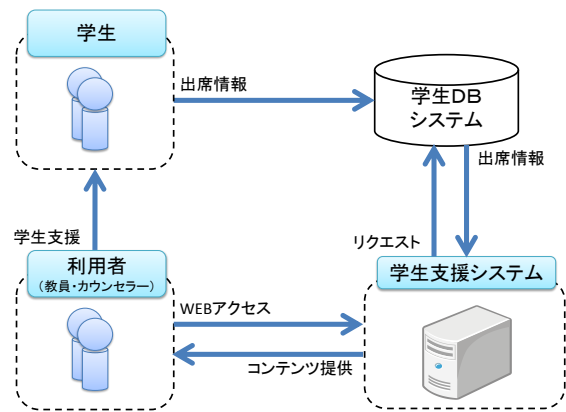 学生
出席情報
学生DB
システム
出席情報
学生支援
リクエスト
利用者
（教員・カウンセラー）
学生支援システム
WEBアクセス
コンテンツ提供